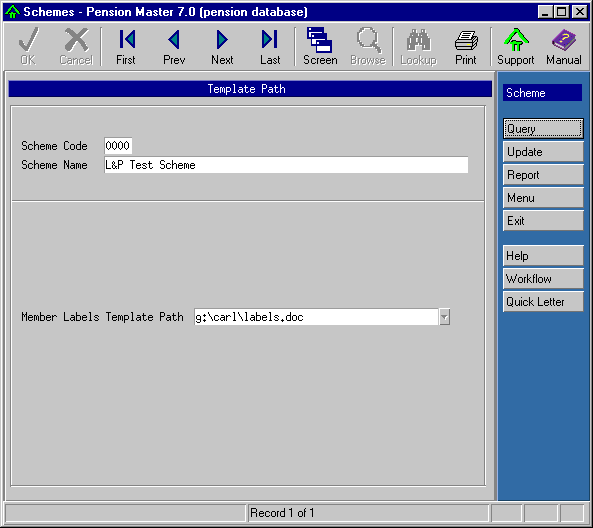 Schemes - Pension Master 7.0 (pension database)
OK Cancel First Prev Next Last Screen Browse Lookup Print Support Manual
Template Path
Scheme Code 0000
Scheme Name L&P Test Scheme
Member Labels Template Path g:\carl\labels.doc
Scheme
Query
Update
Report
Menu
Exit
Help
Workflow
Quick Letter
Record 1 of 1